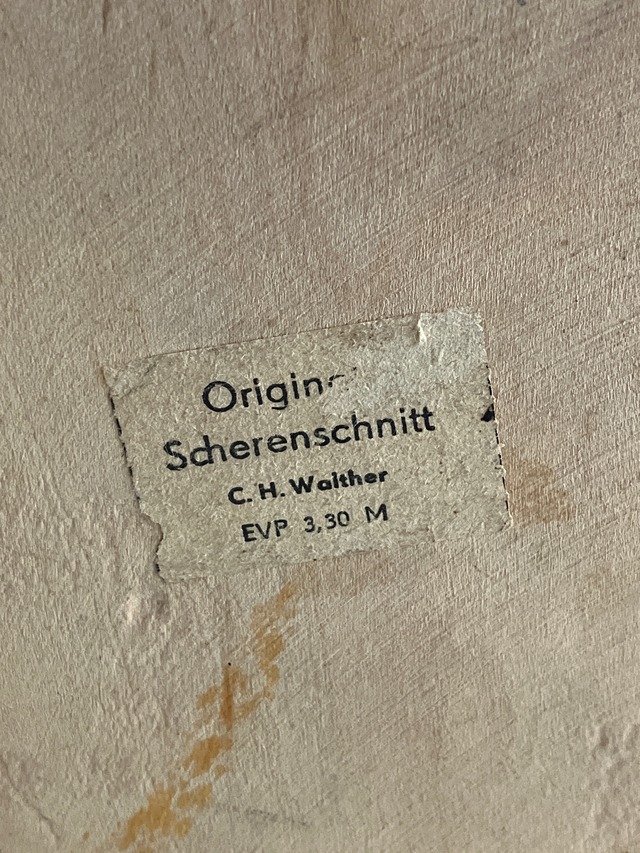 Origin
Scherenschnitt
C. H. Walther
EVP 3,30 M